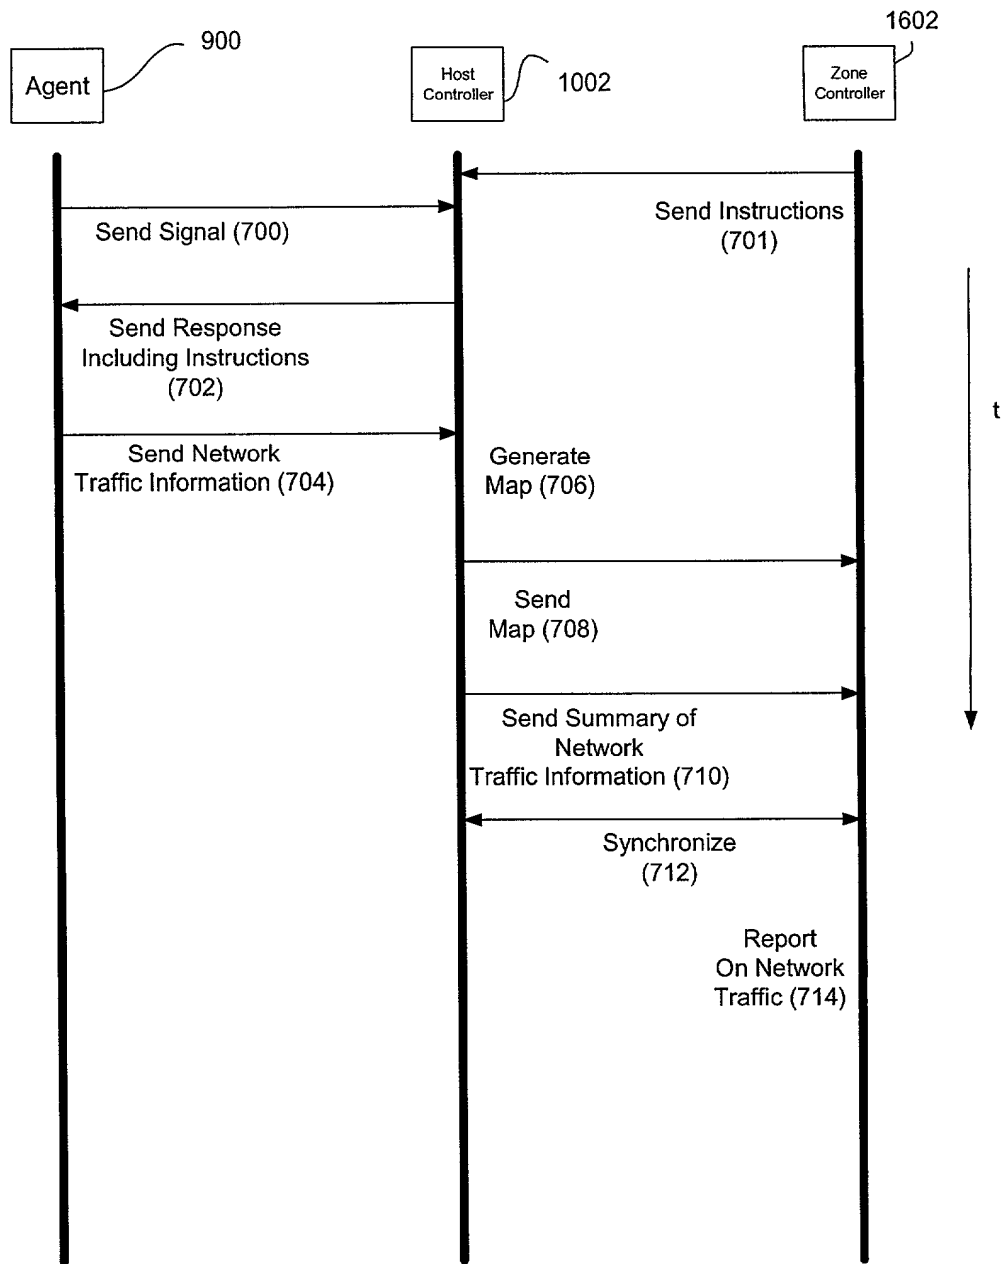 900
1602
Agent
Host
Controller
1002
Zone
Controller
Send Instructions
(701)
Send Signal (700)
Send Response
Including Instructions
(702)
t
Send Network
Traffic Information (704)
Generate
Map (706)
Send
Map (708)
Send Summary of
Network
Traffic Information (710)
Synchronize
(712)
Report
On Network
Traffic (714)